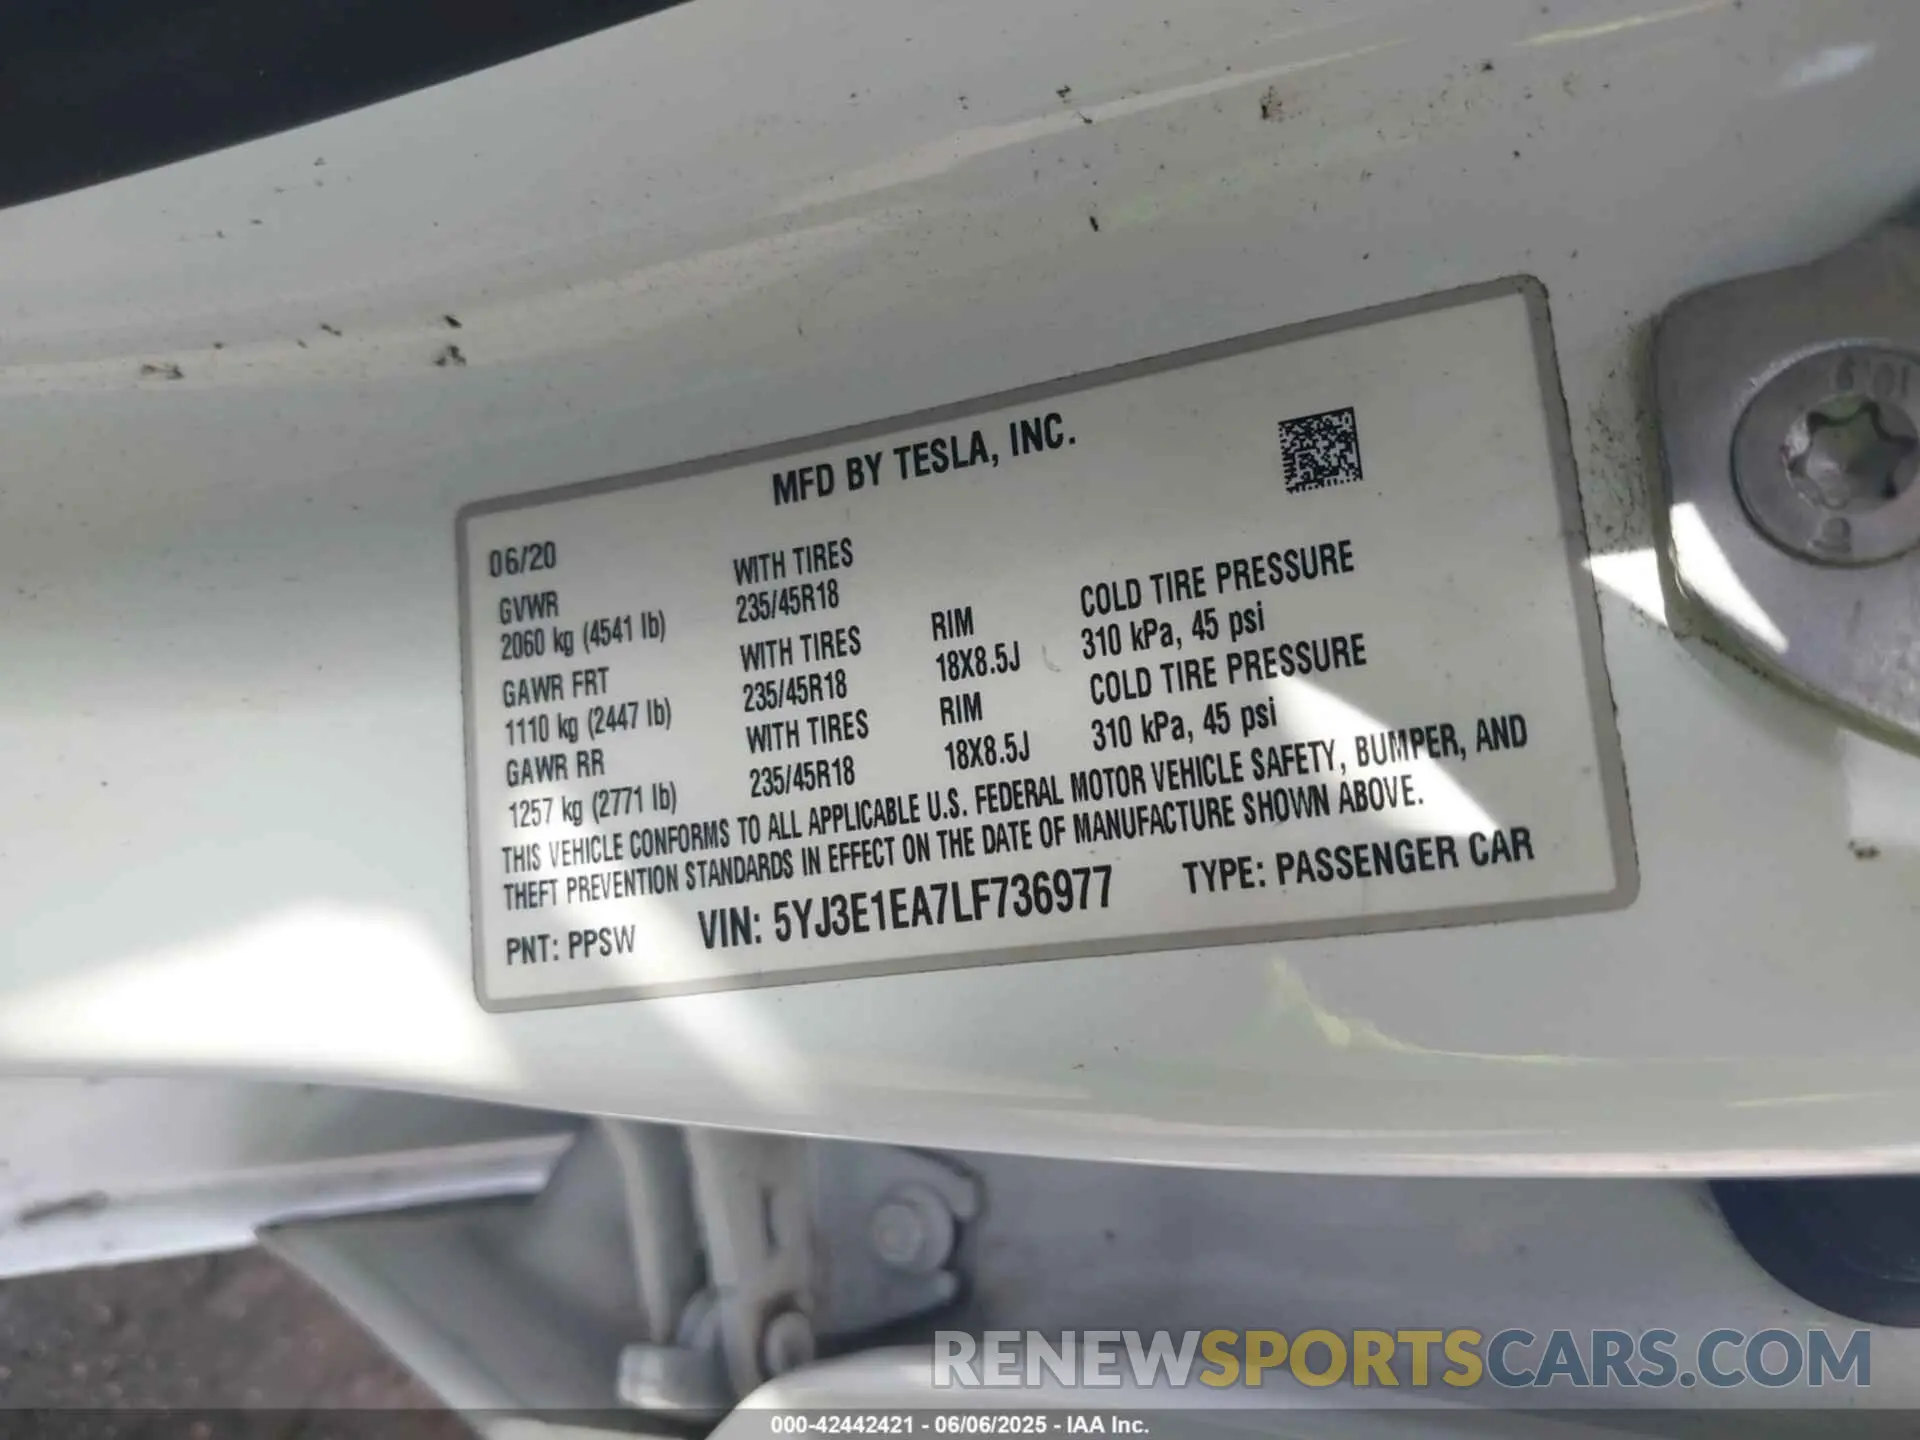 MFD BY TESLA, INC.
06/20
GVWR WITH TIRES
2060 kg (4541 lb) 235/45R18
GAWR FRT WITH TIRES RIM COLD TIRE PRESSURE
1110 kg (2447 lb) 235/45R18 18X8.5J 310 kPa, 45 psi
GAWR RR WITH TIRES RIM COLD TIRE PRESSURE
1257 kg (2771 lb) 235/45R18 18X8.5J 310 kPa, 45 psi
THIS VEHICLE CONFORMS TO ALL APPLICABLE U.S. FEDERAL MOTOR VEHICLE SAFETY, BUMPER, AND
THEFT PREVENTION STANDARDS IN EFFECT ON THE DATE OF MANUFACTURE SHOWN ABOVE.
PNT: PPSW VIN: 5YJ3E1EA7LF736977 TYPE: PASSENGER CAR
RENEWSPORTSCARS.COM
000-42442421 - 06/06/2025 - IAA Inc.